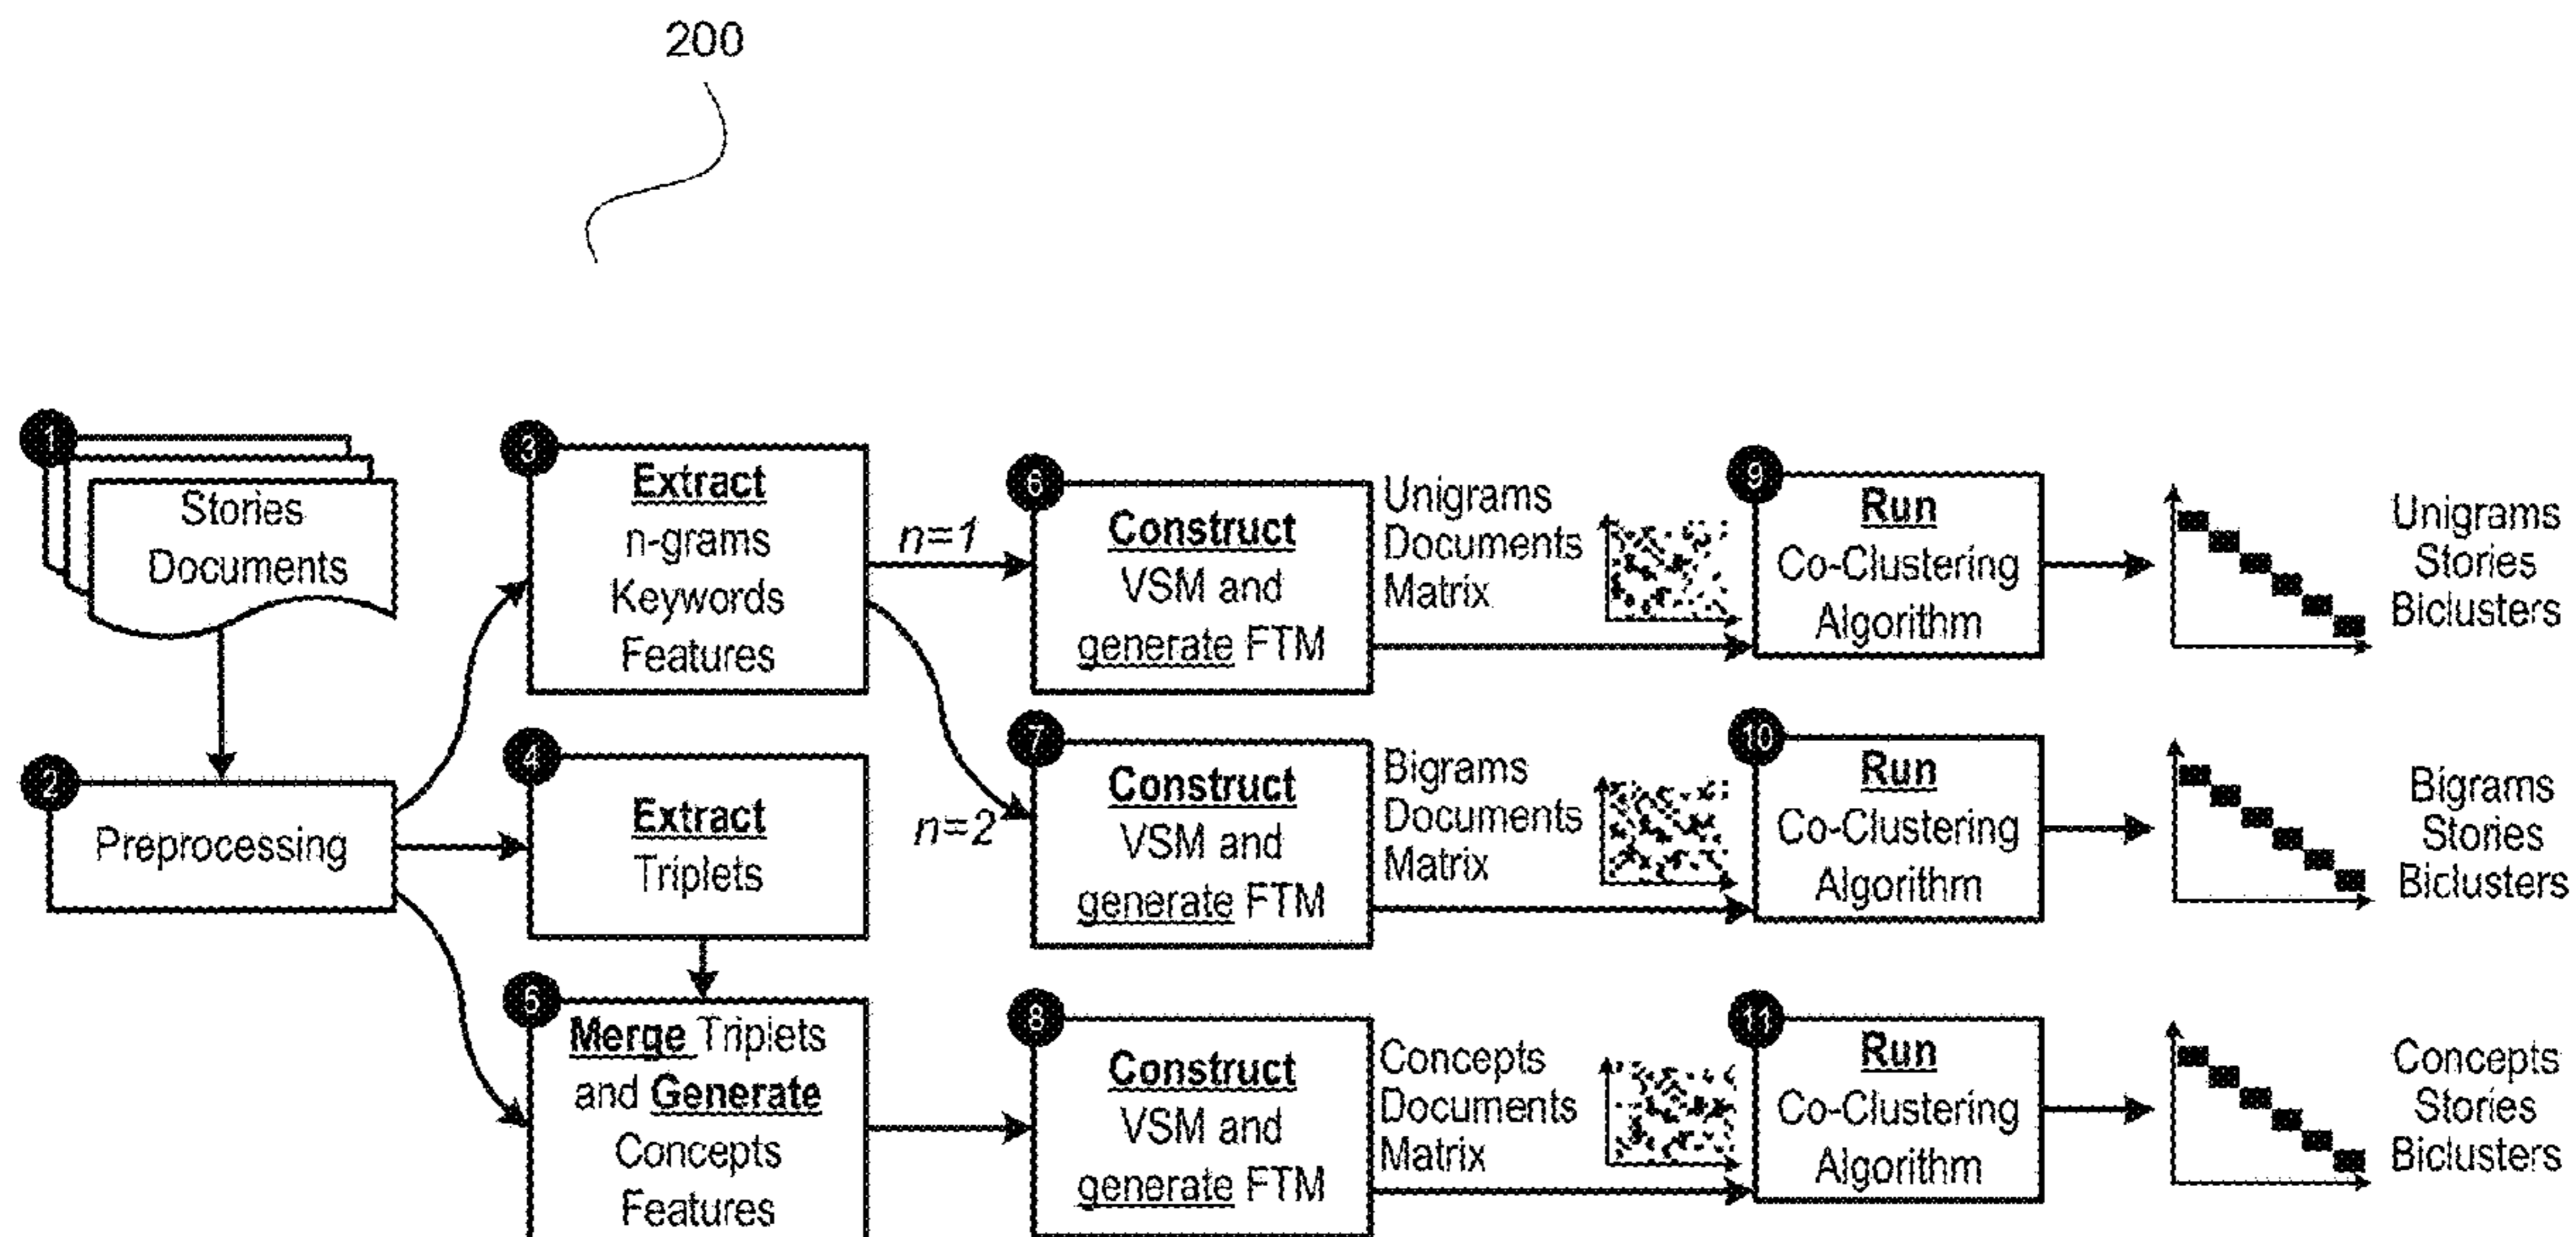 200
1
Stories
Documents
2
Preprocessing
3
Extract
n-grams
Keywords
Features
4
Extract
Triplets
5
Merge Triplets
and Generate
Concepts
Features
n=1
n=2
6
Construct
VSM and
generate FTM
7
Construct
VSM and
generate FTM
8
Construct
VSM and
generate FTM
Unigrams
Documents
Matrix
Bigrams
Documents
Matrix
Concepts
Documents
Matrix
9
Run
Co-Clustering
Algorithm
10
Run
Co-Clustering
Algorithm
11
Run
Co-Clustering
Algorithm
Unigrams
Stories
Biclusters
Bigrams
Stories
Biclusters
Concepts
Stories
Biclusters